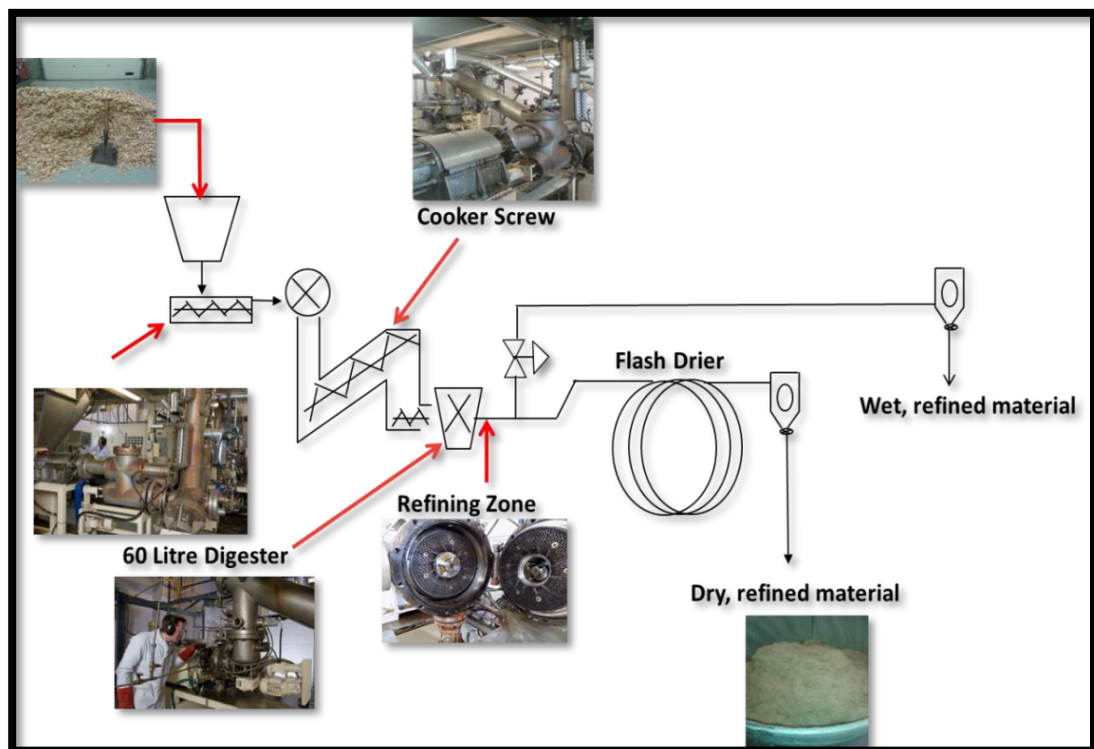 Cooker Screw
Flash Drier
Wet, refined material
Refining Zone
60 Litre Digester
Dry, refined material